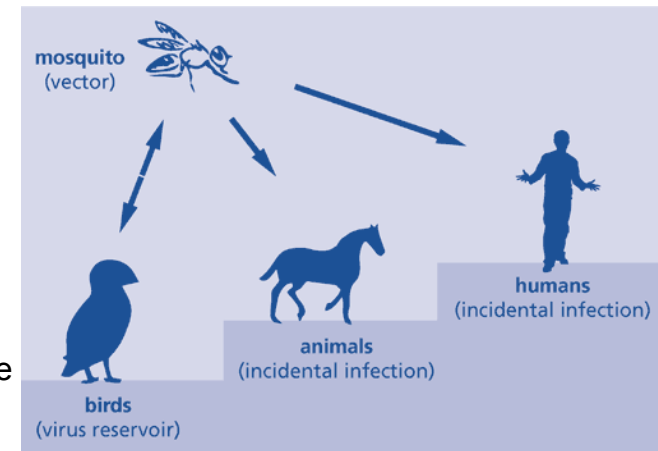 mosquito
(vector)
humans
(incidental infection)
animals
(incidental infection)
e
birds
(virus reservoir)